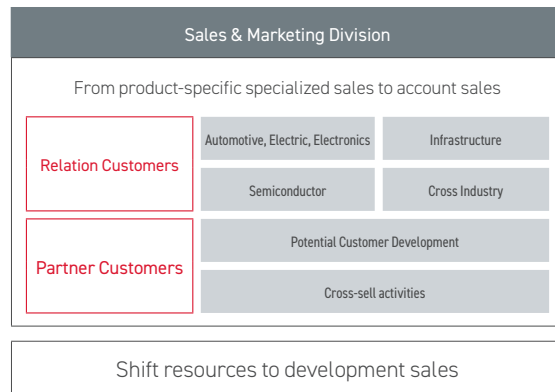 Sales & Marketing Division
From product-specific specialized sales to account sales
Relation Customers
Automotive, Electric, Electronics
Infrastructure
Semiconductor
Cross Industry
Partner Customers
Potential Customer Development
Cross-sell activities
Shift resources to development sales